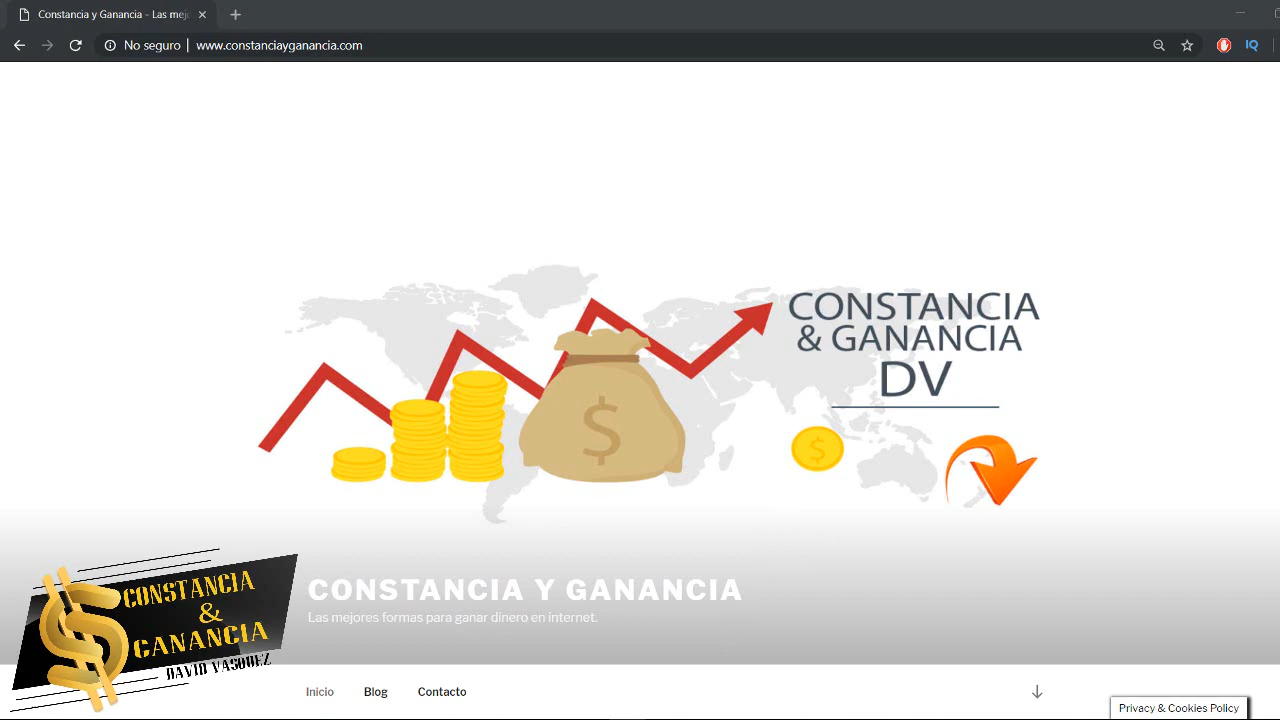 Constancia y Ganancia – Las mej
No seguro
www.constanciayganancia.com
IQ
CONSTANCIA
& GANANCIA
DV
$
$
CONSTANCIA
&
GANANCIA
DAVID VASQUEZ
CONSTANCIA Y GANANCIA
Las mejores formas para ganar dinero en internet.
Inicio
Blog
Contacto
Privacy & Cookies Policy